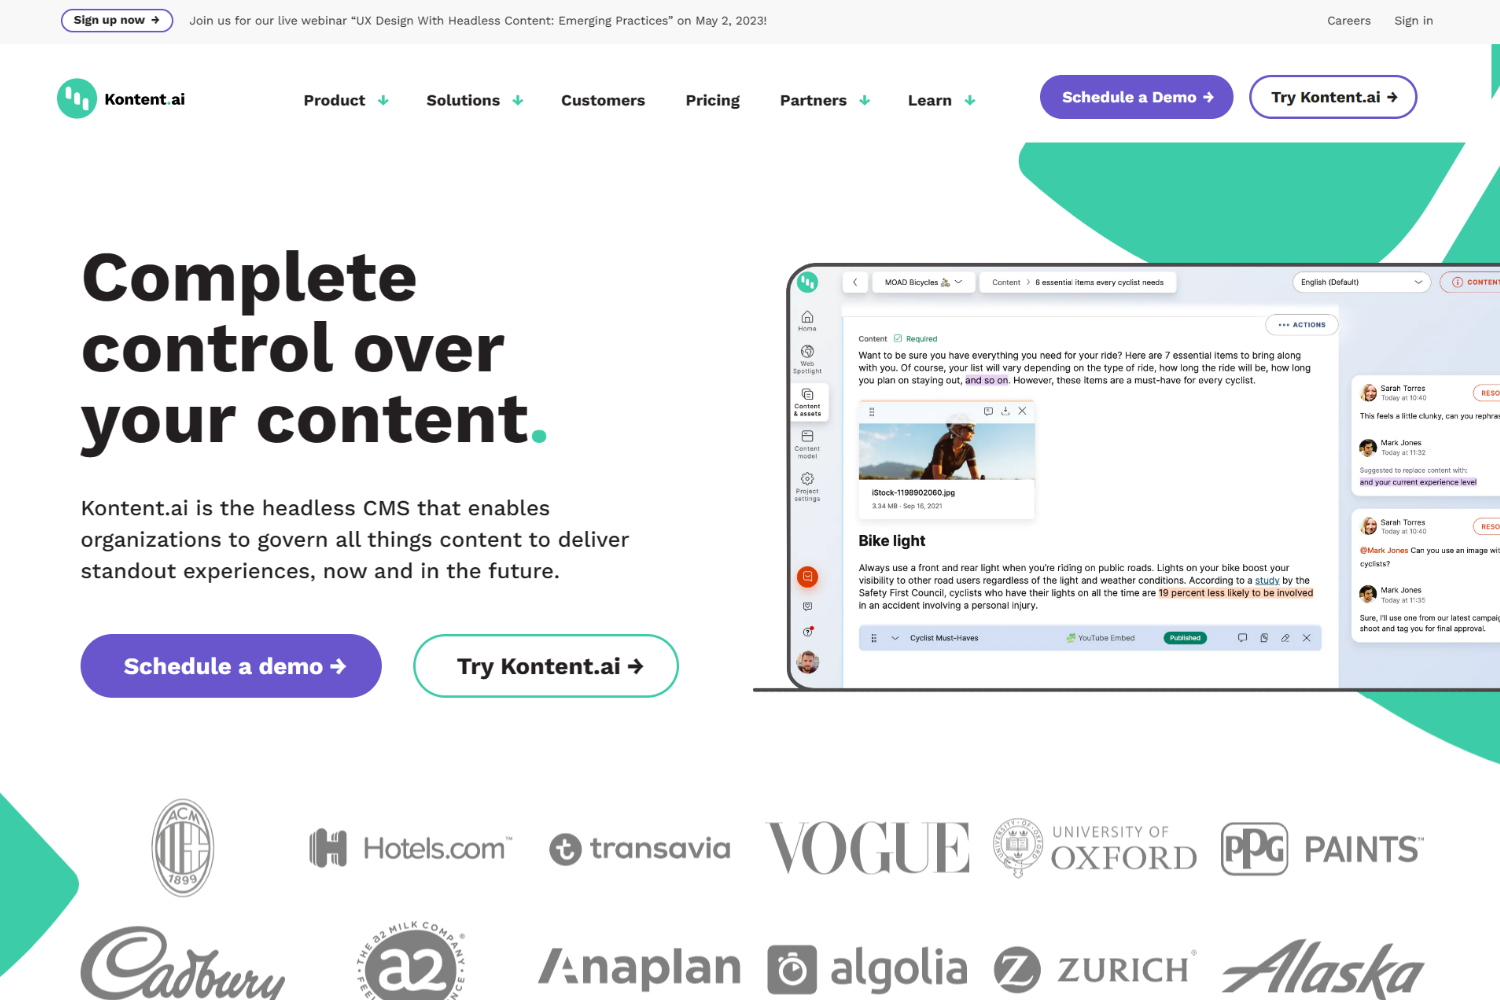 Sign up now →
Join us for our live webinar “UX Design With Headless Content: Emerging Practices” on May 2, 2023!
Careers
Sign in
Kontent.ai
Product
Solutions
Customers
Pricing
Partners
Learn
Schedule a Demo →
Try Kontent.ai →
Complete
control over
your content.
Kontent.ai is the headless CMS that enables
organizations to govern all things content to deliver
standout experiences, now and in the future.
Schedule a demo →
Try Kontent.ai →
MOAD Bicycles
Content > 6 essential items every cyclist needs
English (Default)
CONTENT
Home
Web
Spotlight
Content
& assets
Content
model
Project
settings
ACTIONS
Content
Required
Want to be sure you have everything you need for your ride? Here are 7 essential items to bring along
with you. Of course, your list will vary depending on the type of ride, how long the ride will be, how long
you plan on staying out, and so on. However, these items are a must-have for every cyclist.
iStock-1198902060.jpg
3.34 MB · Sep 16, 2021
Bike light
Always use a front and rear light when you're riding on public roads. Lights on your bike boost your
visibility to other road users regardless of the light and weather conditions. According to a study by the
Safety First Council, cyclists who have their lights on all the time are 19 percent less likely to be involved
in an accident involving a personal injury.
Cyclist Must-Haves
YouTube Embed
Published
Sarah Torres
Today at 10:40
RESO
This feels a little clunky, can you rephras
Mark Jones
Today at 11:32
Suggested to replace content with:
and your current experience level
Sarah Torres
Today at 10:40
RESO
@Mark Jones Can you use an image wit
cyclists?
Mark Jones
Today at 11:35
Sure, I'll use one from our latest campaig
shoot and tag you for final approval.
ACM
1899
Hotels.com™
transavia
VOGUE
UNIVERSITY OF
OXFORD
PPG PAINTS™
Cadbury
THE a2 MILK COMPANY
a2
Anaplan
algolia
ZURICH®
Alaska